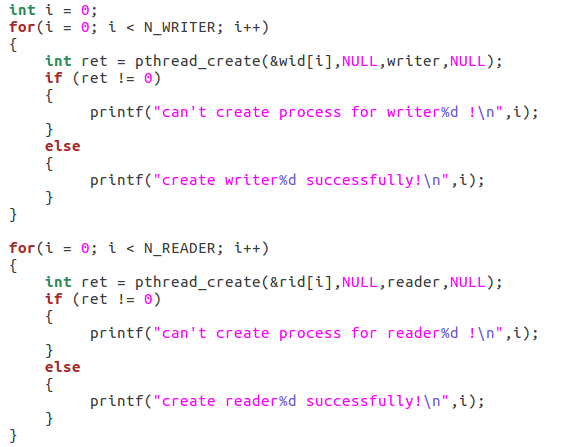 int i = 0;
for(i = 0; i < N_WRITER; i++)
{
    int ret = pthread_create(&wid[i],NULL,writer,NULL);
    if (ret != 0)
    {
         printf("can't create process for writer%d !\n",i);
    }
    else
    {
         printf("create writer%d successfully!\n",i);
    }
}

for(i = 0; i < N_READER; i++)
{
    int ret = pthread_create(&rid[i],NULL,reader,NULL);
    if (ret != 0)
    {
         printf("can't create process for reader%d !\n",i);
    }
    else
    {
         printf("create reader%d successfully!\n",i);
    }
}